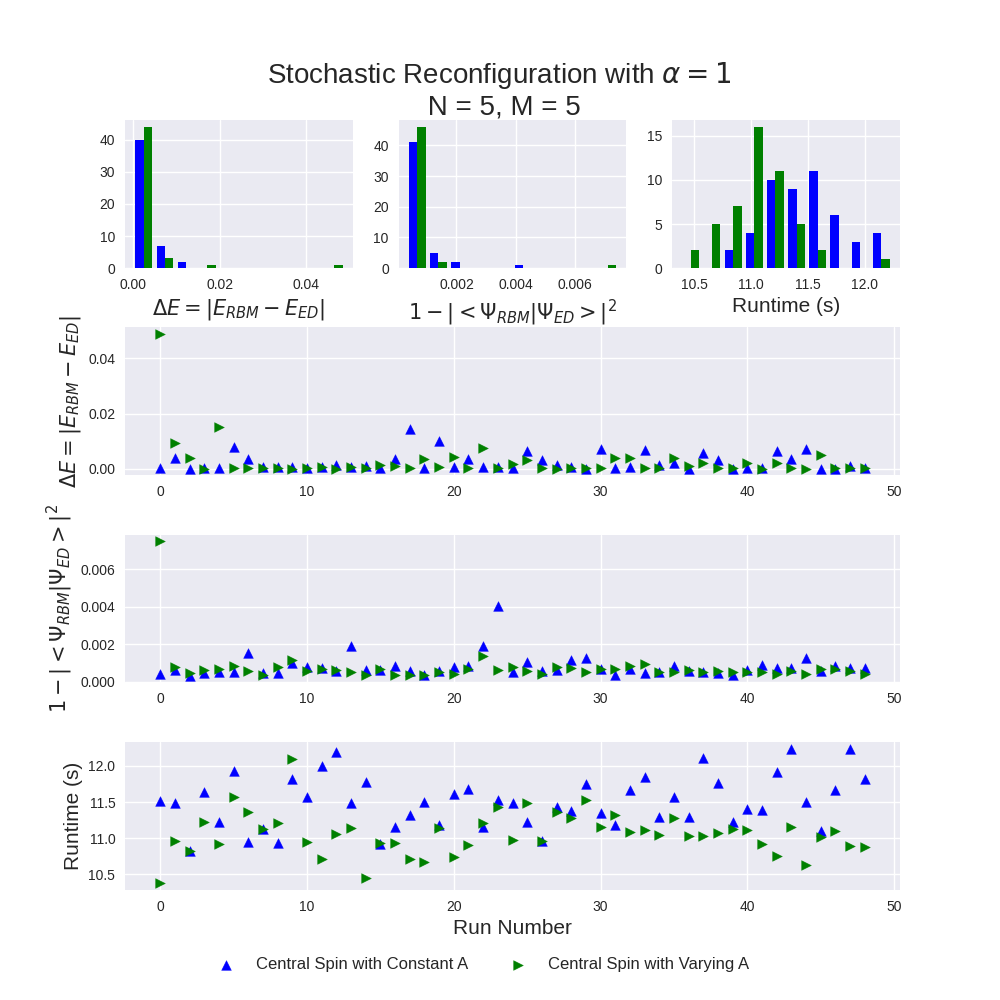 Stochastic Reconfiguration with α = 1
N = 5, M = 5
40
30
20
10
0
0.00 0.02 0.04
ΔE = |E_RBM − E_ED|
40
30
20
10
0
0.002 0.004 0.006
1 − | < Ψ_RBM|Ψ_ED > |²
15
10
5
0
10.5 11.0 11.5 12.0
Runtime (s)
ΔE = |E_RBM − E_ED|
0.04
0.02
0.00
0 10 20 30 40 50
1 − | < Ψ_RBM|Ψ_ED > |²
0.006
0.004
0.002
0.000
0 10 20 30 40 50
Runtime (s)
12.0
11.5
11.0
10.5
0 10 20 30 40 50
Run Number
Central Spin with Constant A Central Spin with Varying A